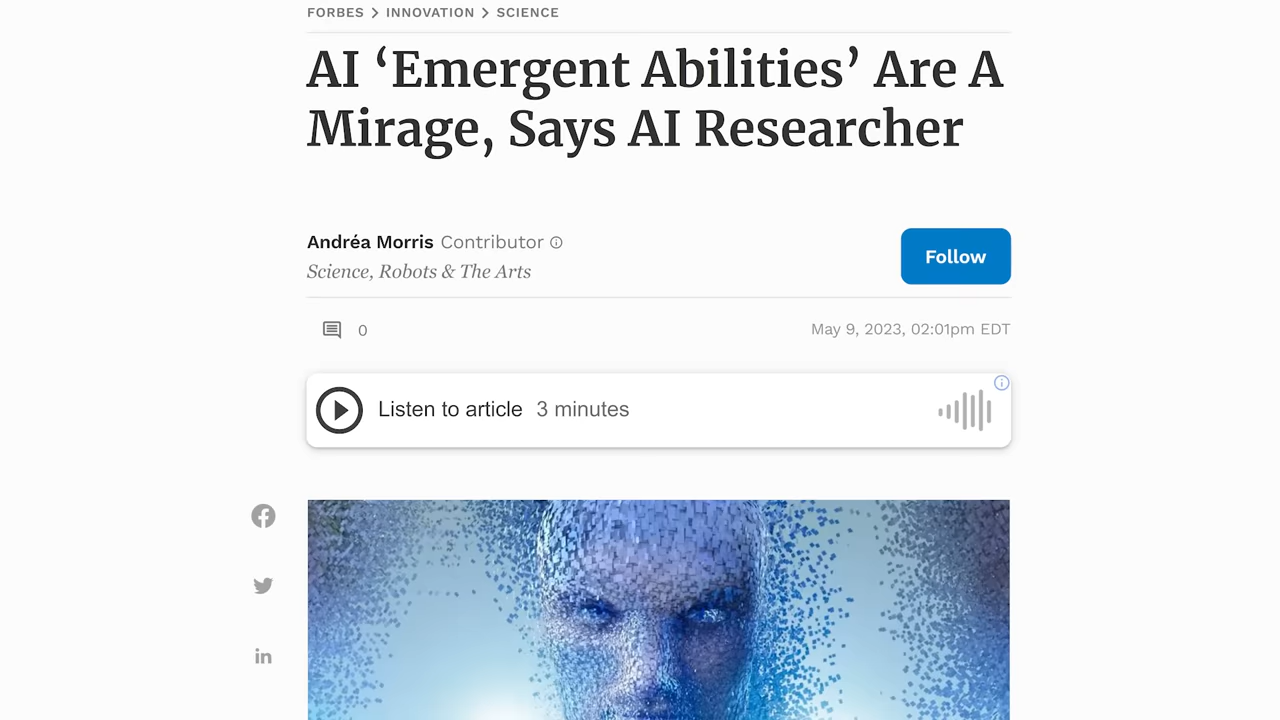 FORBES > INNOVATION > SCIENCE
AI ‘Emergent Abilities’ Are A
Mirage, Says AI Researcher
Andréa Morris Contributor
Science, Robots & The Arts
Follow
0
May 9, 2023, 02:01pm EDT
Listen to article 3 minutes